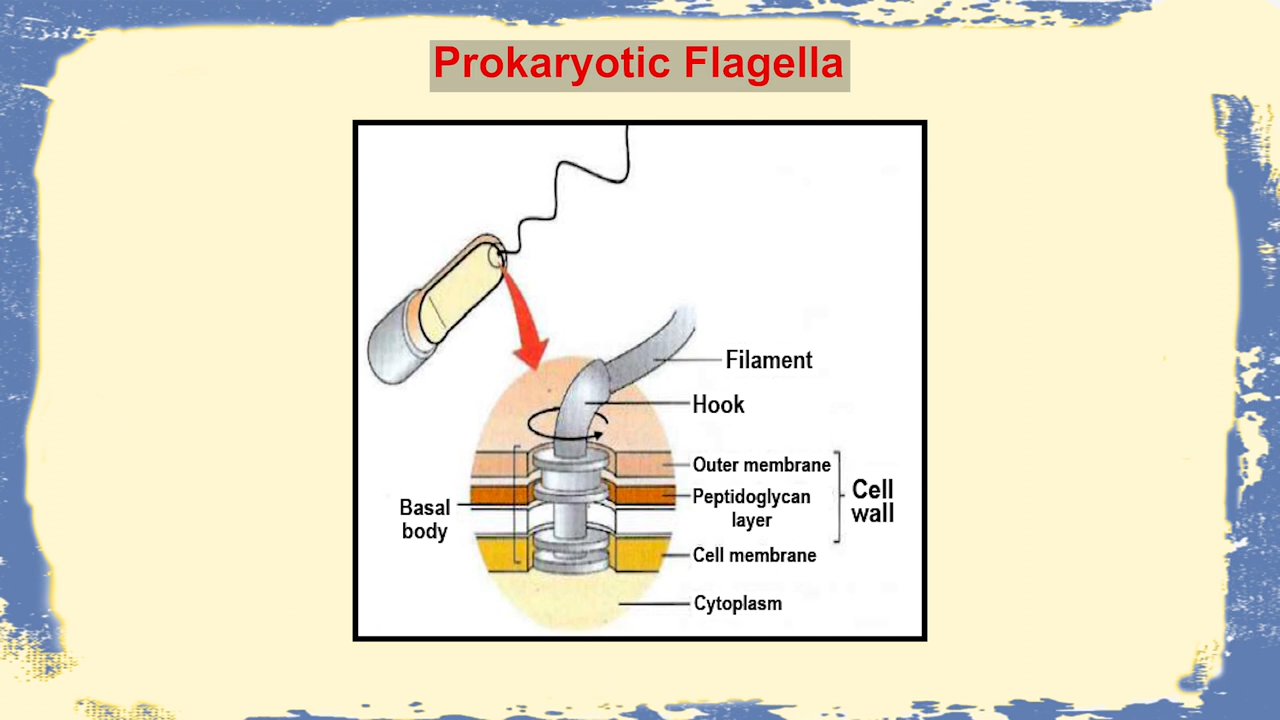 Prokaryotic Flagella
Filament
Hook
Outer membrane
Peptidoglycan
layer
Cell
wall
Basal
body
Cell membrane
Cytoplasm